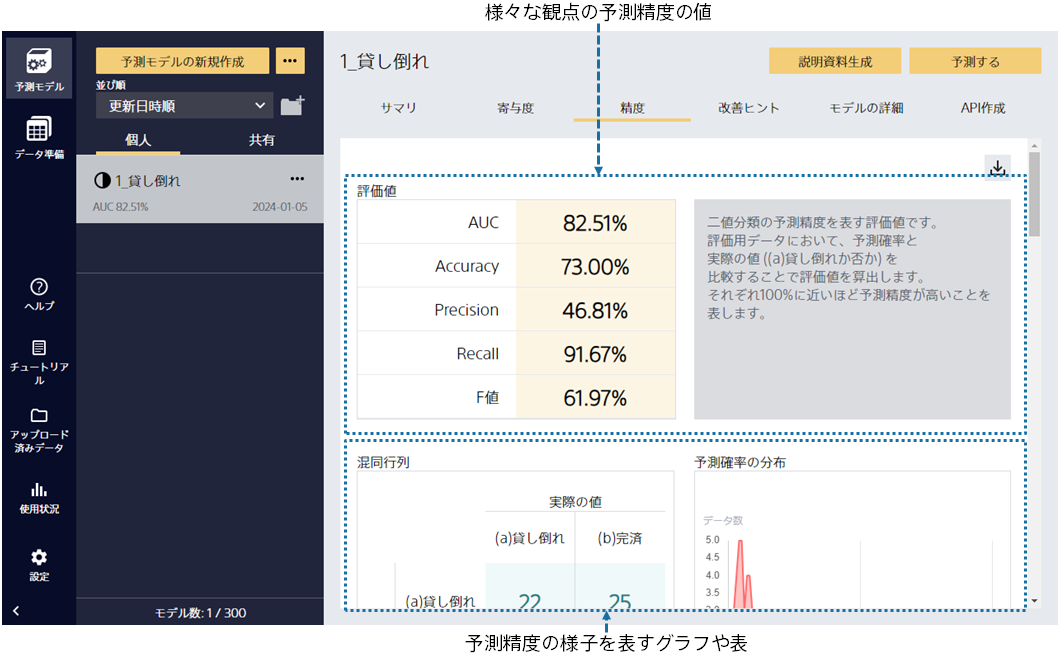 様々な観点の予測精度の値
予測モデル
データ準備
ヘルプ
チュートリア
ル
アップロード
済みデータ
使用状況
設定
予測モデルの新規作成
並び順
更新日時順
個人
共有
1_貸し倒れ
AUC 82.51%
2024-01-05
モデル数: 1 / 300
1_貸し倒れ
説明資料生成
予測する
サマリ
寄与度
精度
改善ヒント
モデルの詳細
API作成
評価値
AUC 82.51%
Accuracy 73.00%
Precision 46.81%
Recall 91.67%
F値 61.97%
二値分類の予測精度を表す評価値です。
評価用データにおいて、予測確率と
実際の値 ((a)貸し倒れか否か) を
比較することで評価値を算出します。
それぞれ100%に近いほど予測精度が高いことを
表します。
混同行列
実際の値
(a)貸し倒れ
(b)完済
(a)貸し倒れ 22 25
予測確率の分布
データ数
5.0
4.5
4.0
3.5
予測精度の様子を表すグラフや表